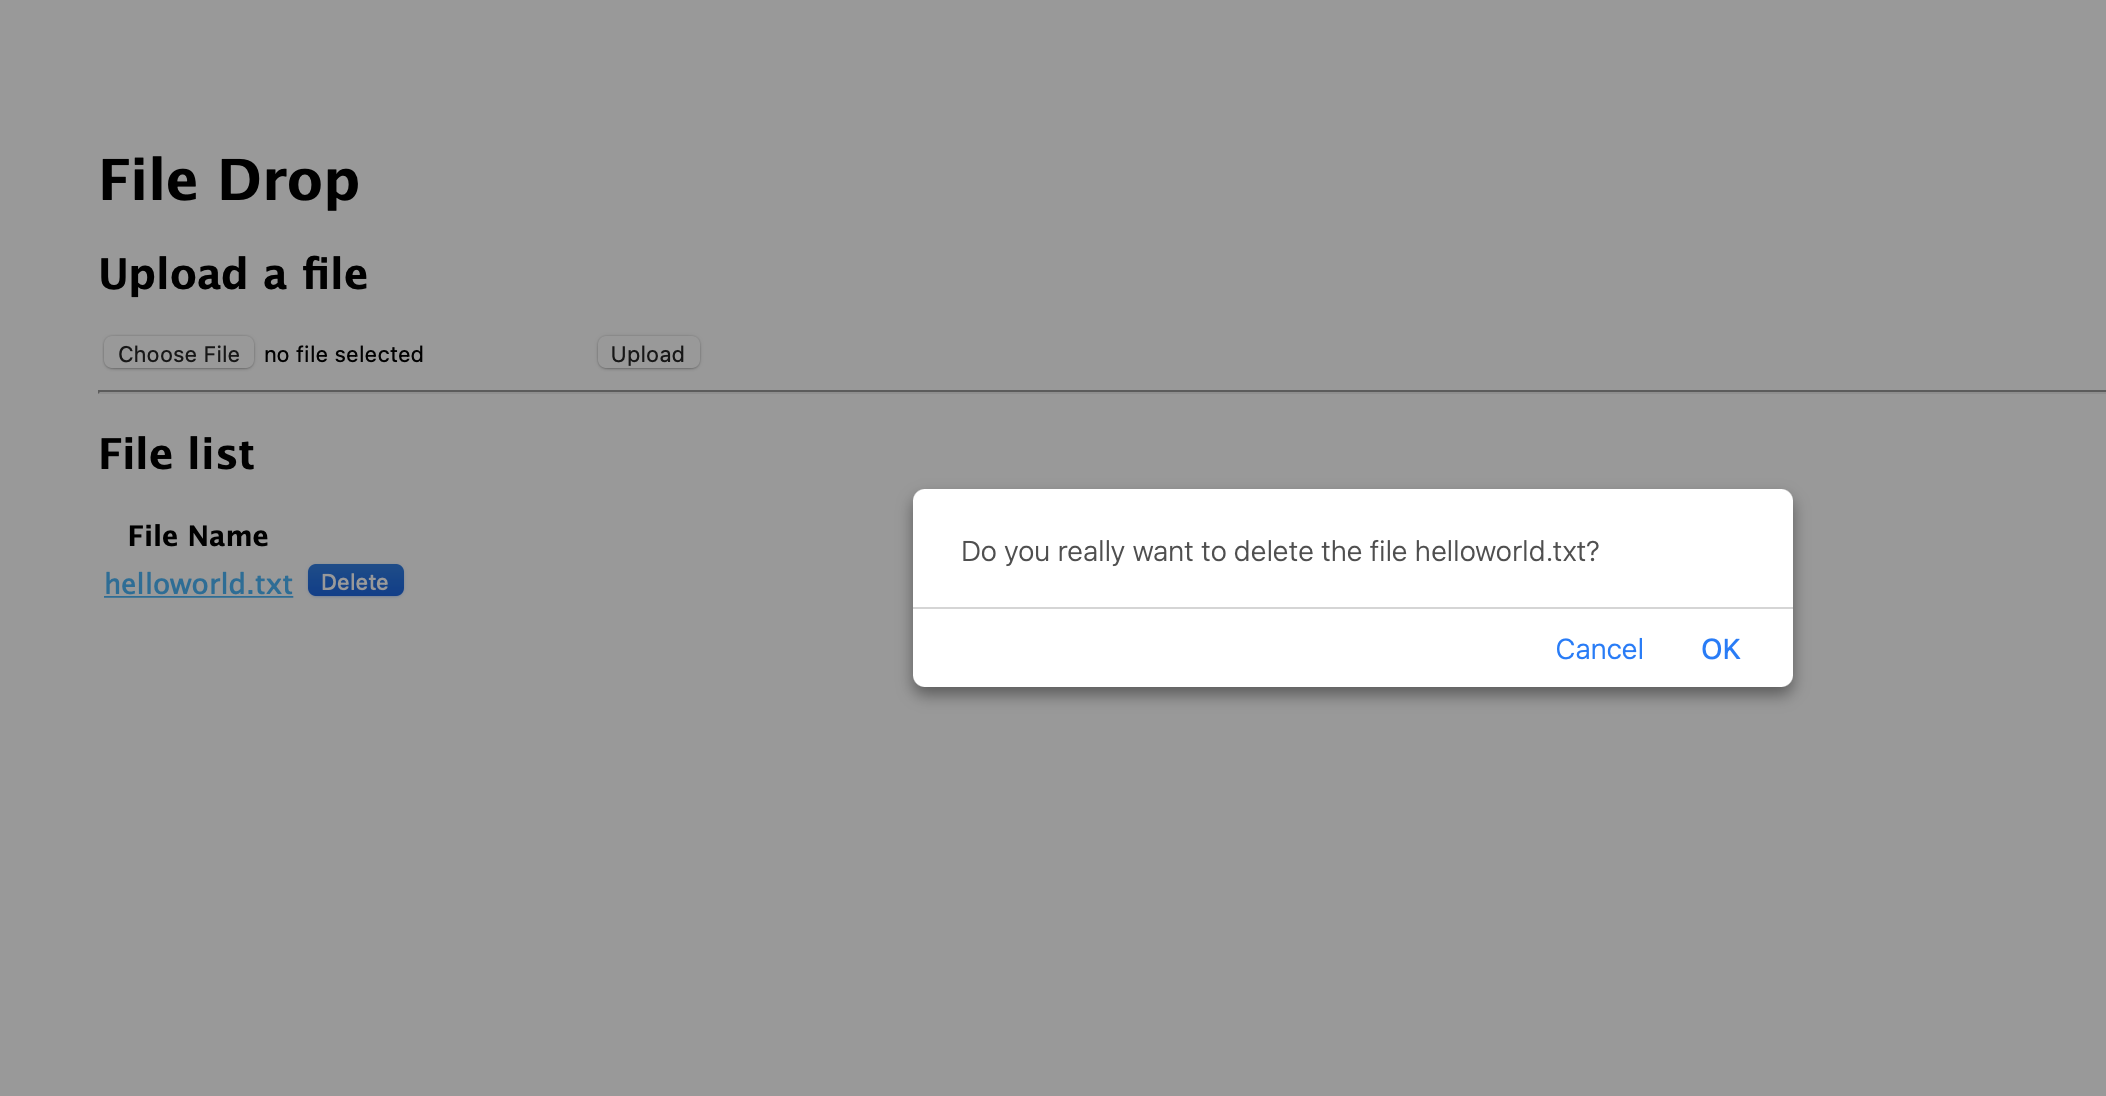 File Drop
Upload a file
Choose File no file selected Upload
File list
File Name
helloworld.txt Delete
Do you really want to delete the file helloworld.txt?
Cancel OK